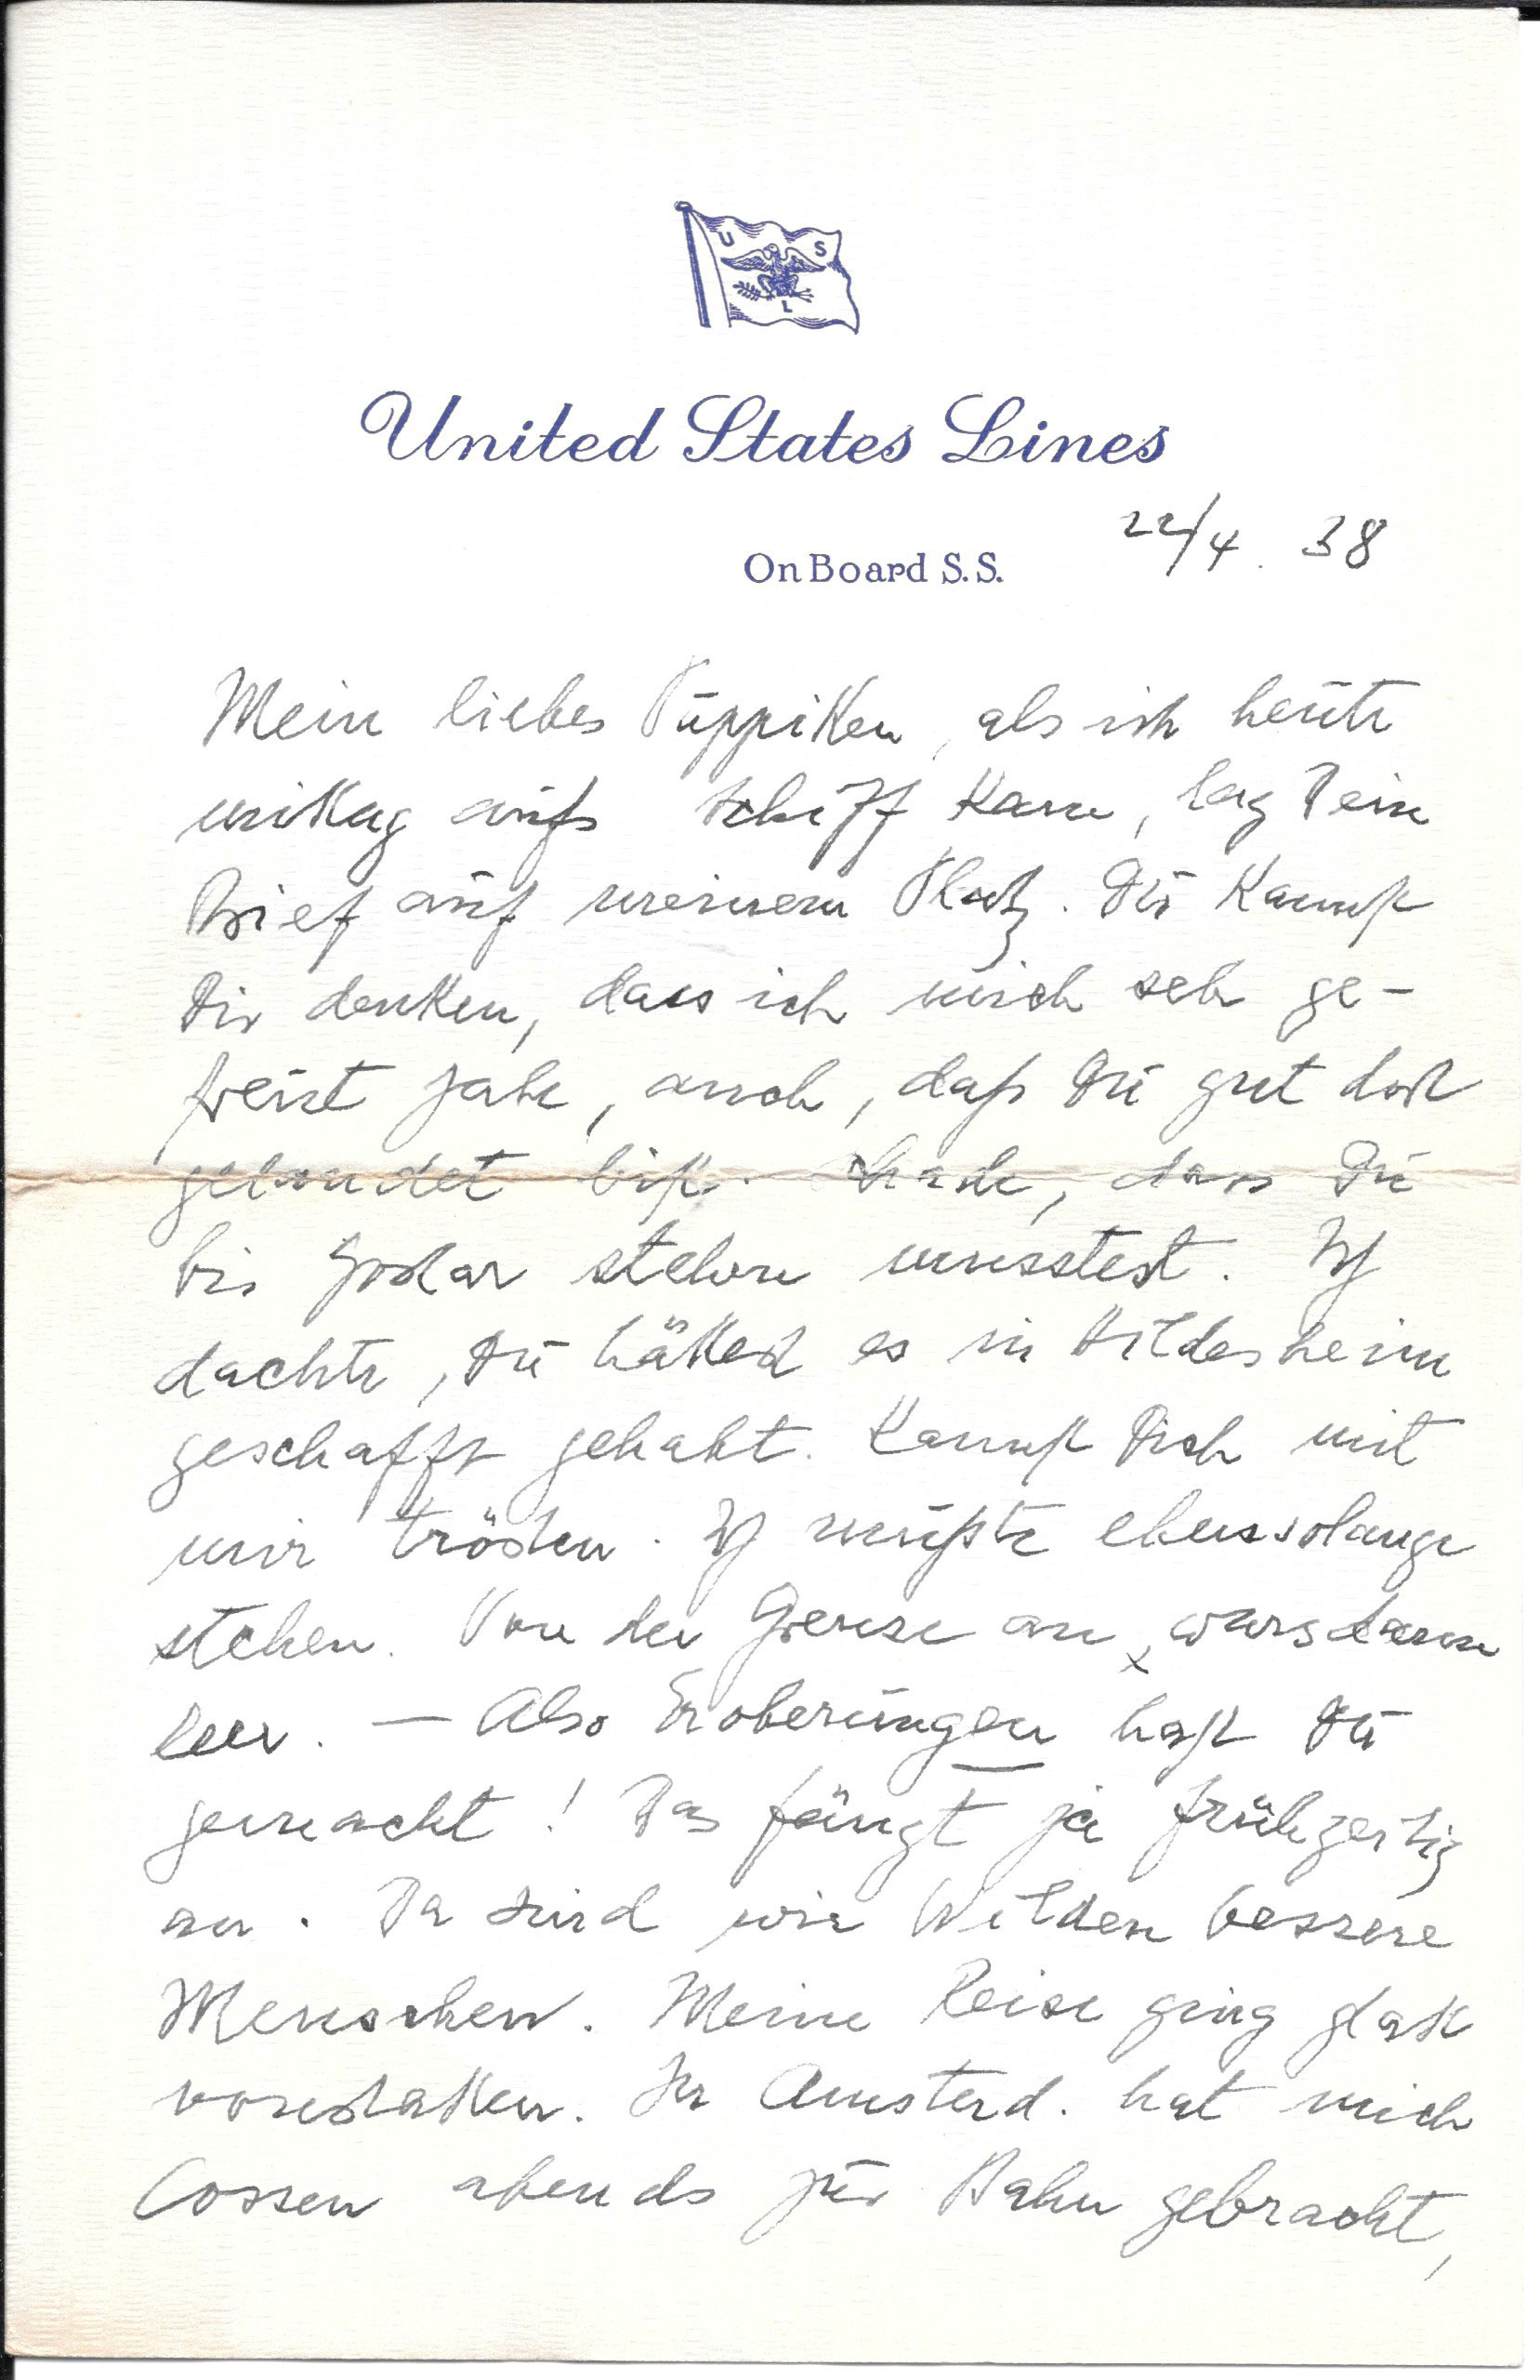 U S
L
United States Lines
On Board S.S.
22/4. 38
Mein liebes Püppiken, als ich heute
mittag aufs Schiff kam, lag Dein
Brief auf meinem Platz. Du kannst
Dir denken, dass ich mich seh ge-
freut habe, auch, daß Du gut dort
gelandet bist. Schade, dass Du
bis Goslar stehen musstest. Ich
dachte, Du hättest es in Hildesheim
geschafft gehabt. Kannst Dich mit
mir trösten. Ich mußte ebensolange
stehen. Von der Grenze an wars dann
leer. — Also Eroberungen hast Du
gemacht! Das fängt ja frühzeitig
an. Da sind wir Wilden bessere
Menschen. Meine Reise ging glatt
vonstatten. In Amsterd. hat mich
Cossen abends zur Bahn gebracht,